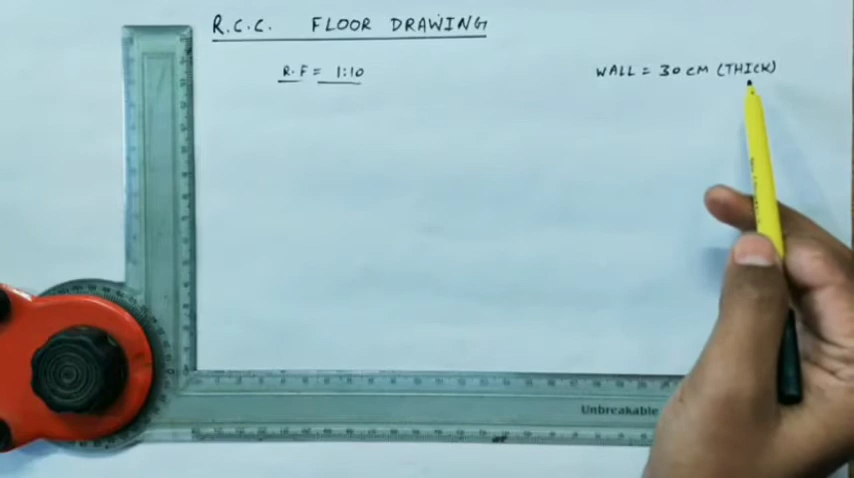 R.C.C. FLOOR DRAWING
R.F = 1:10
WALL = 30 CM (THICK)
Unbreakable